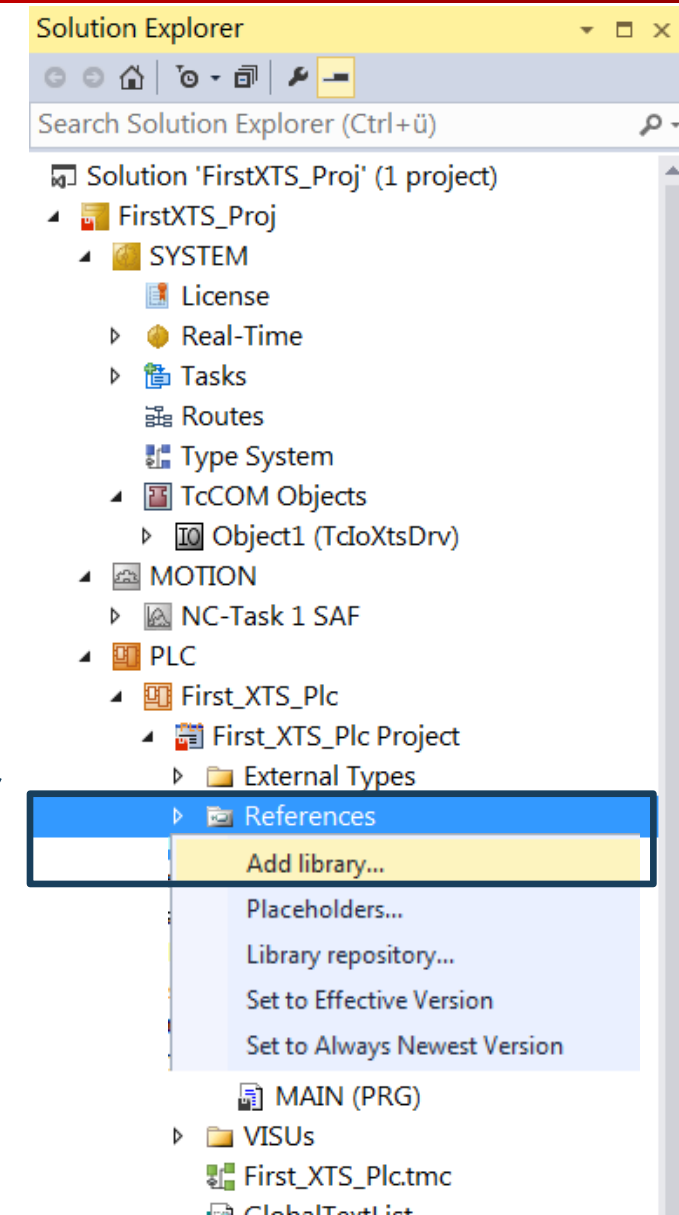 Solution Explorer
Search Solution Explorer (Ctrl+ü)
Solution 'FirstXTS_Proj' (1 project)
FirstXTS_Proj
SYSTEM
License
Real-Time
Tasks
Routes
Type System
TcCOM Objects
Object1 (TcIoXtsDrv)
MOTION
NC-Task 1 SAF
PLC
First_XTS_Plc
First_XTS_Plc Project
External Types
References
Add library...
Placeholders...
Library repository...
Set to Effective Version
Set to Always Newest Version
MAIN (PRG)
VISUs
First_XTS_Plc.tmc
GlobalTextList